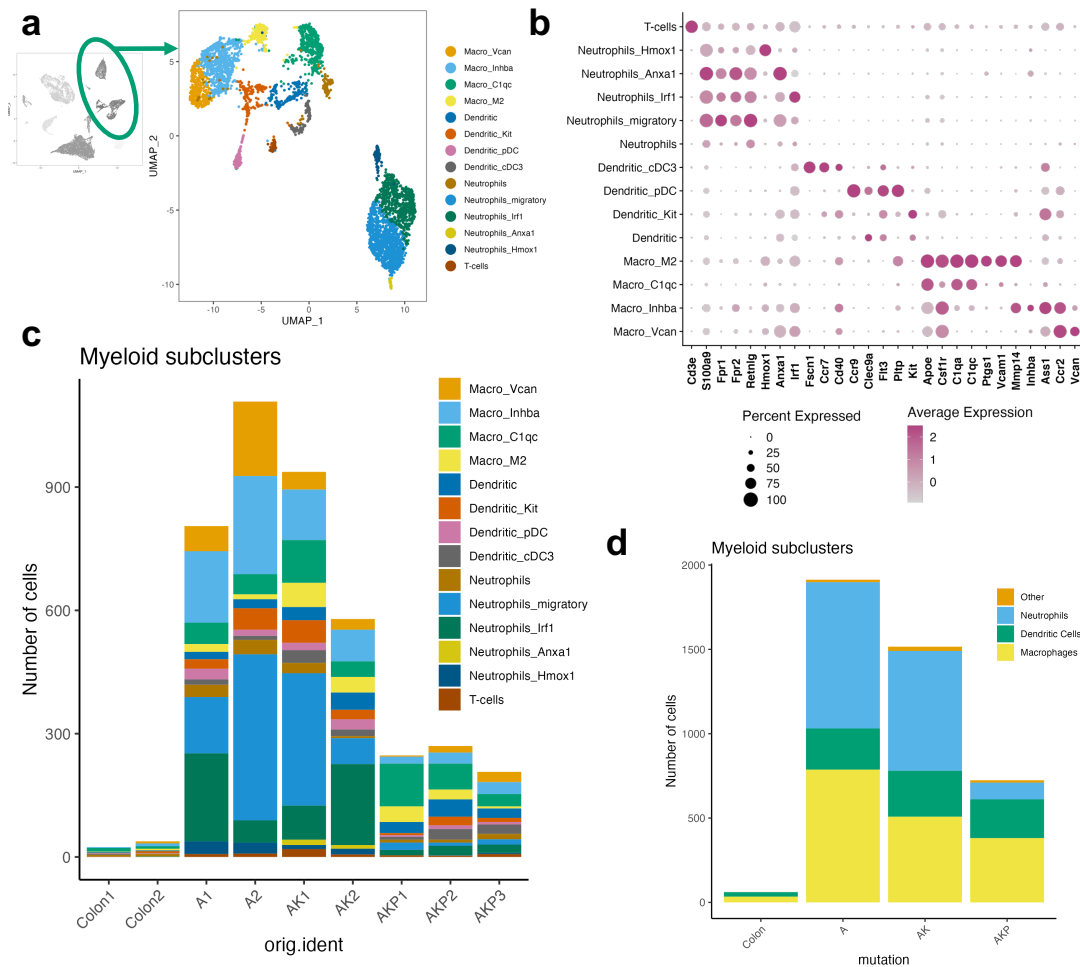 a
UMAP_1
UMAP_2
5
0
-5
-10
-10
-5
0
5
10
UMAP_1
Macro_Vcan
Macro_Inhba
Macro_C1qc
Macro_M2
Dendritic
Dendritic_Kit
Dendritic_pDC
Dendritic_cDC3
Neutrophils
Neutrophils_migratory
Neutrophils_Irf1
Neutrophils_Anxa1
Neutrophils_Hmox1
T-cells
b
T-cells
Neutrophils_Hmox1
Neutrophils_Anxa1
Neutrophils_Irf1
Neutrophils_migratory
Neutrophils
Dendritic_cDC3
Dendritic_pDC
Dendritic_Kit
Dendritic
Macro_M2
Macro_C1qc
Macro_Inhba
Macro_Vcan
Cd3e
S100a9
Fpr1
Fpr2
Retnlg
Hmox1
Anxa1
Irf1
Fscn1
Ccr7
Cd40
Ccr9
Clec9a
Flt3
Pltp
Kit
Apoe
Csf1r
C1qa
C1qc
Ptgs1
Vcam1
Mmp14
Inhba
Ass1
Ccr2
Vcan
Percent Expressed
0
25
50
75
100
Average Expression
2
1
0
c
Myeloid subclusters
Number of cells
900
600
300
0
Colon1
Colon2
A1
A2
AK1
AK2
AKP1
AKP2
AKP3
orig.ident
Macro_Vcan
Macro_Inhba
Macro_C1qc
Macro_M2
Dendritic
Dendritic_Kit
Dendritic_pDC
Dendritic_cDC3
Neutrophils
Neutrophils_migratory
Neutrophils_Irf1
Neutrophils_Anxa1
Neutrophils_Hmox1
T-cells
d
Myeloid subclusters
Number of cells
2000
1500
1000
500
0
Colon
A
AK
AKP
mutation
Other
Neutrophils
Dendritic Cells
Macrophages